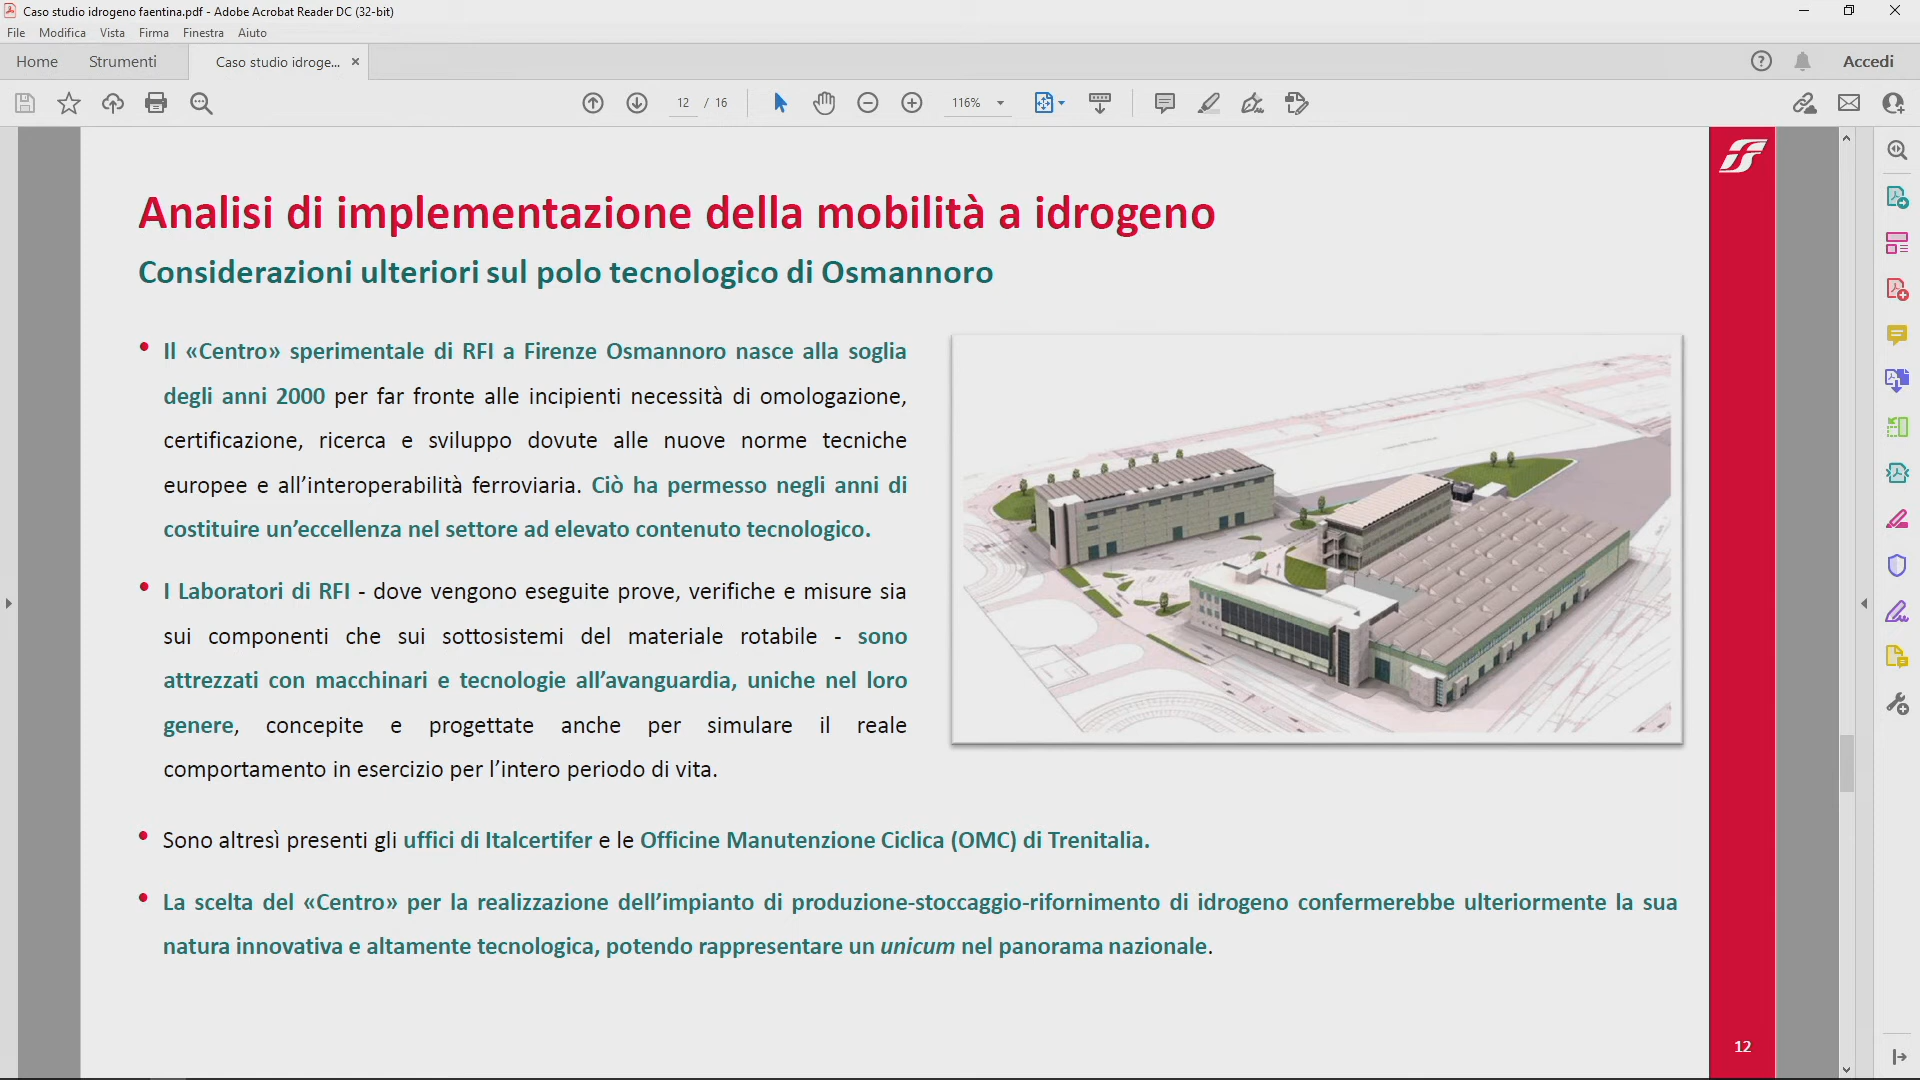 Caso studio idrogeno faentina.pdf - Adobe Acrobat Reader DC (32-bit)
File Modifica Vista Firma Finestra Aiuto
Home Strumenti Caso studio idroge... × Accedi
12 / 16 116%
Analisi di implementazione della mobilità a idrogeno
Considerazioni ulteriori sul polo tecnologico di Osmannoro
• Il «Centro» sperimentale di RFI a Firenze Osmannoro nasce alla soglia
degli anni 2000 per far fronte alle incipienti necessità di omologazione,
certificazione, ricerca e sviluppo dovute alle nuove norme tecniche
europee e all’interoperabilità ferroviaria. Ciò ha permesso negli anni di
costituire un’eccellenza nel settore ad elevato contenuto tecnologico.
• I Laboratori di RFI - dove vengono eseguite prove, verifiche e misure sia
sui componenti che sui sottosistemi del materiale rotabile - sono
attrezzati con macchinari e tecnologie all’avanguardia, uniche nel loro
genere, concepite e progettate anche per simulare il reale
comportamento in esercizio per l’intero periodo di vita.
• Sono altresì presenti gli uffici di Italcertifer e le Officine Manutenzione Ciclica (OMC) di Trenitalia.
• La scelta del «Centro» per la realizzazione dell’impianto di produzione-stoccaggio-rifornimento di idrogeno confermerebbe ulteriormente la sua
natura innovativa e altamente tecnologica, potendo rappresentare un unicum nel panorama nazionale.
12